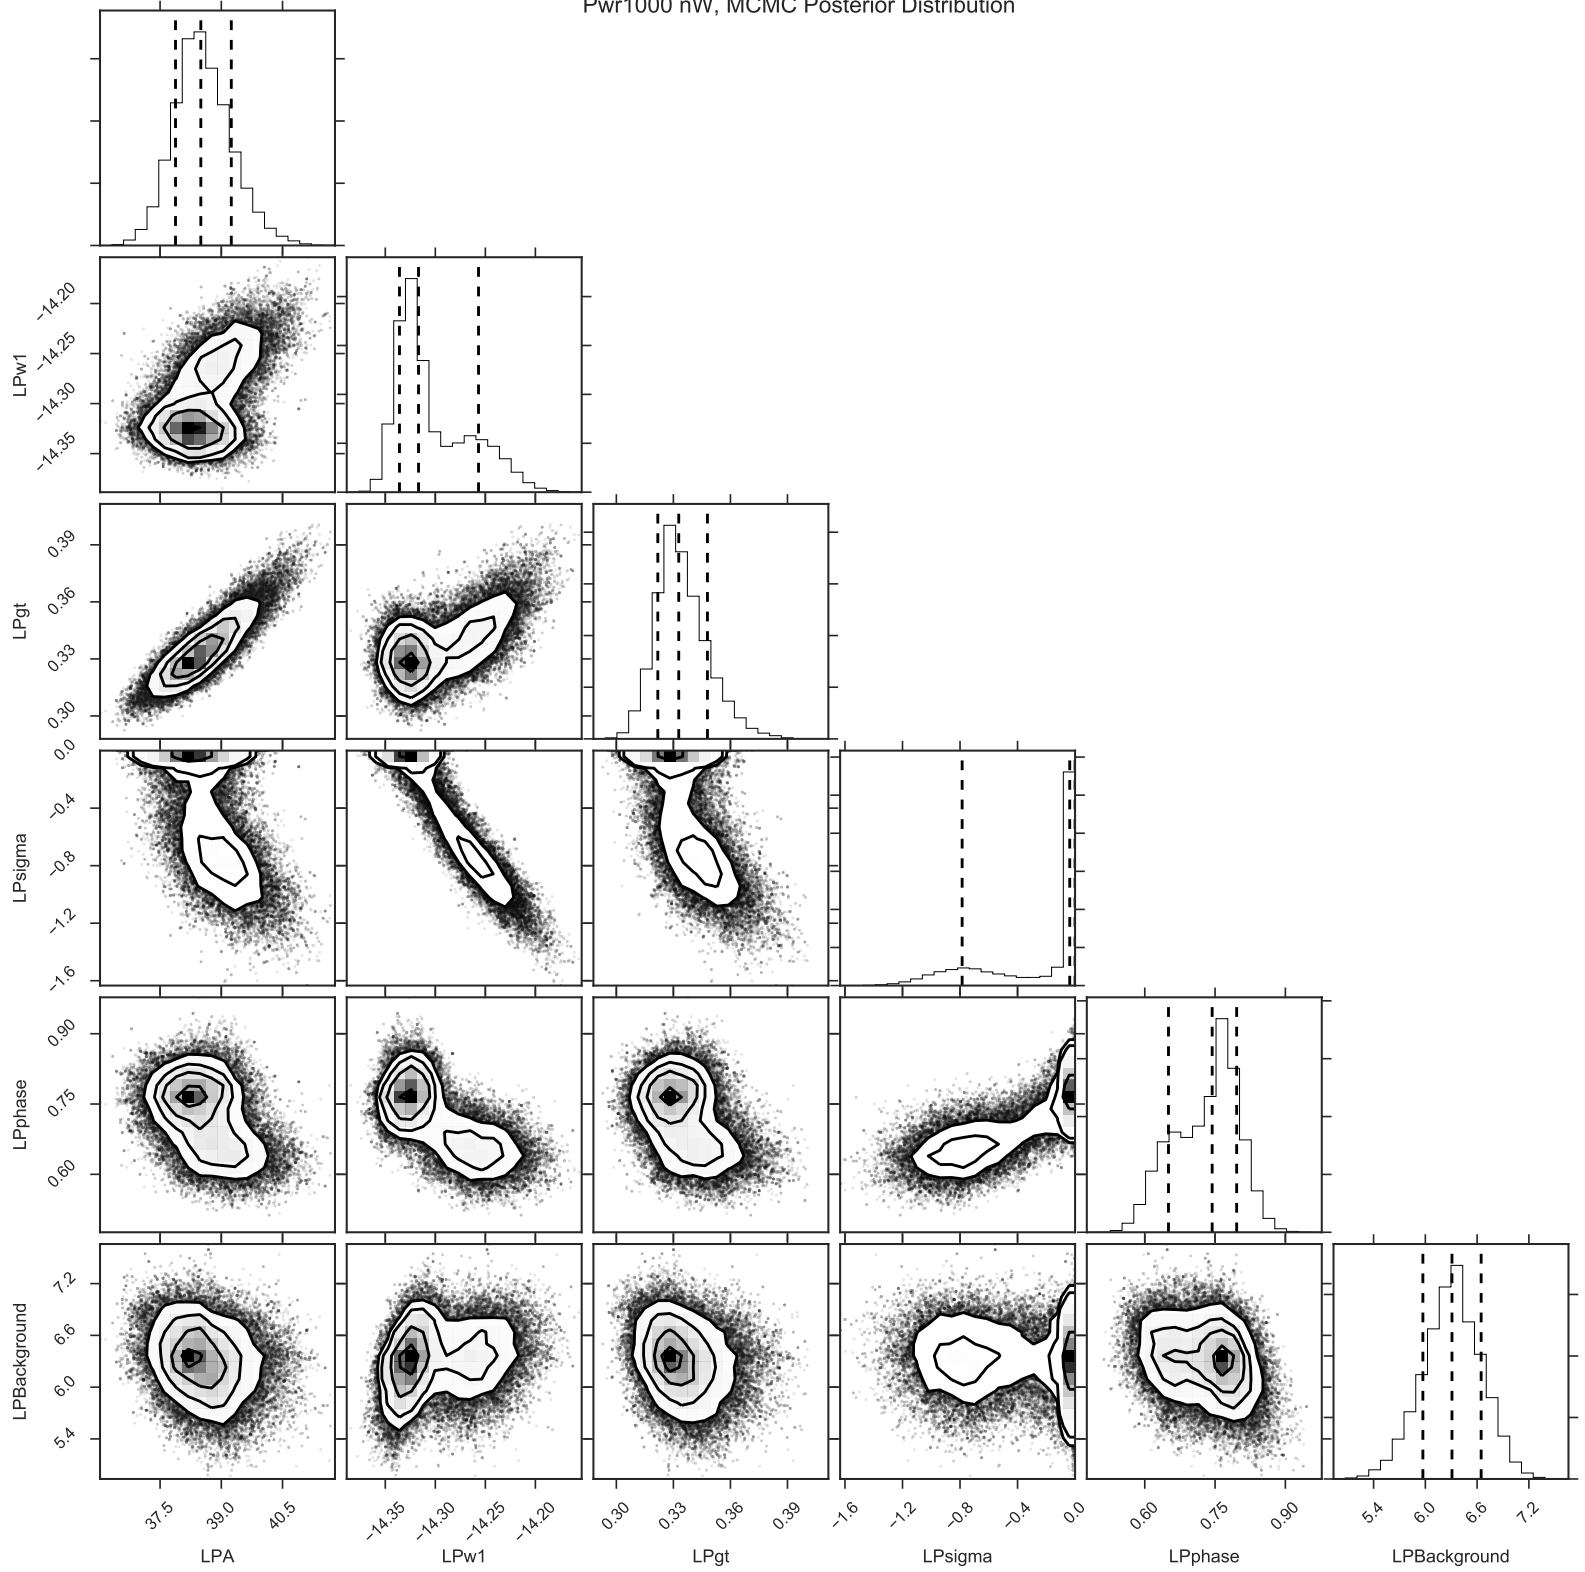 Pwr1000 nW, MCMC Posterior Distribution
LPw1
−14.20
−14.25
−14.30
−14.35
LPgt
0.39
0.36
0.33
0.30
LPsigma
0.0
−0.4
−0.8
−1.2
−1.6
LPphase
0.90
0.75
0.60
LPBackground
7.2
6.6
6.0
5.4
37.5 39.0 40.5 −14.35 −14.30 −14.25 −14.20 0.30 0.33 0.36 0.39 −1.6 −1.2 −0.8 −0.4 0.0 0.60 0.75 0.90 5.4 6.0 6.6 7.2
LPA LPw1 LPgt LPsigma LPphase LPBackground